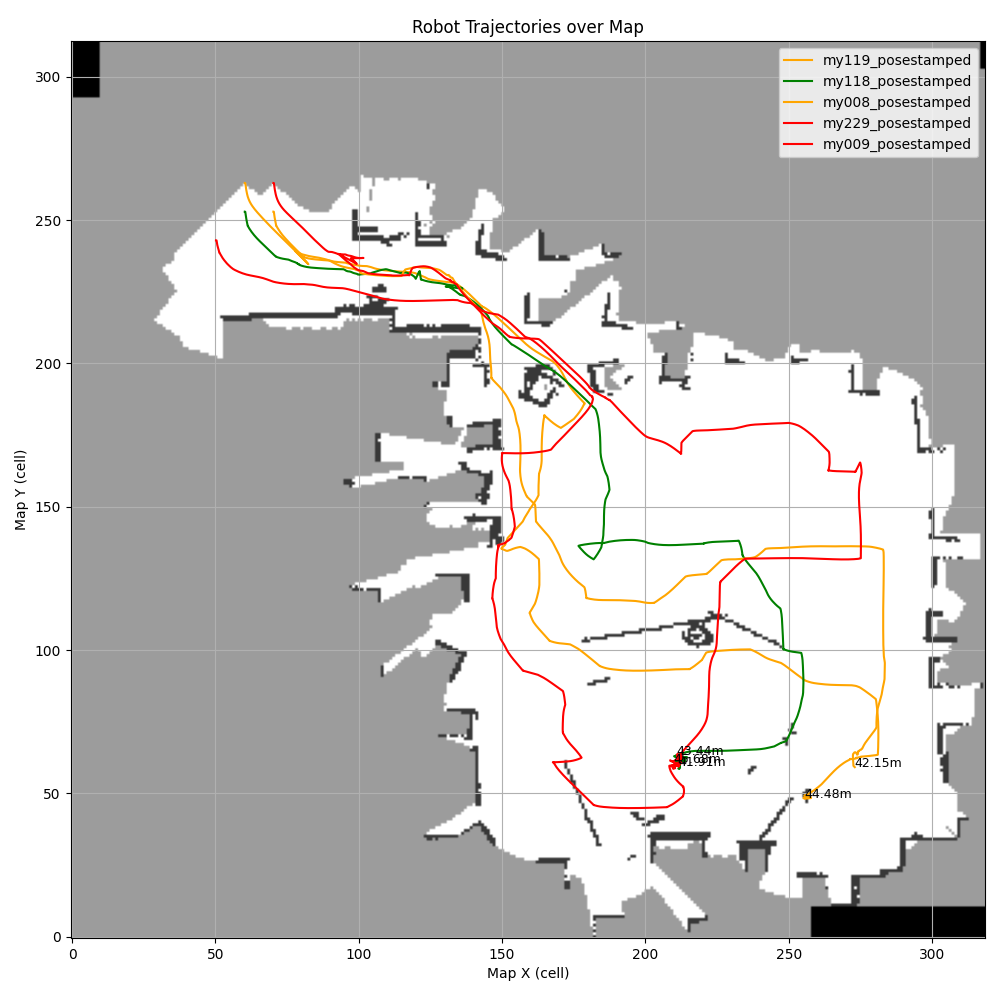 Robot Trajectories over Map
my119_posestamped
my118_posestamped
my008_posestamped
my229_posestamped
my009_posestamped
300
250
200
150
100
50
0
Map Y (cell)
43.44m
41.91m
42.15m
44.48m
0 50 100 150 200 250 300
Map X (cell)